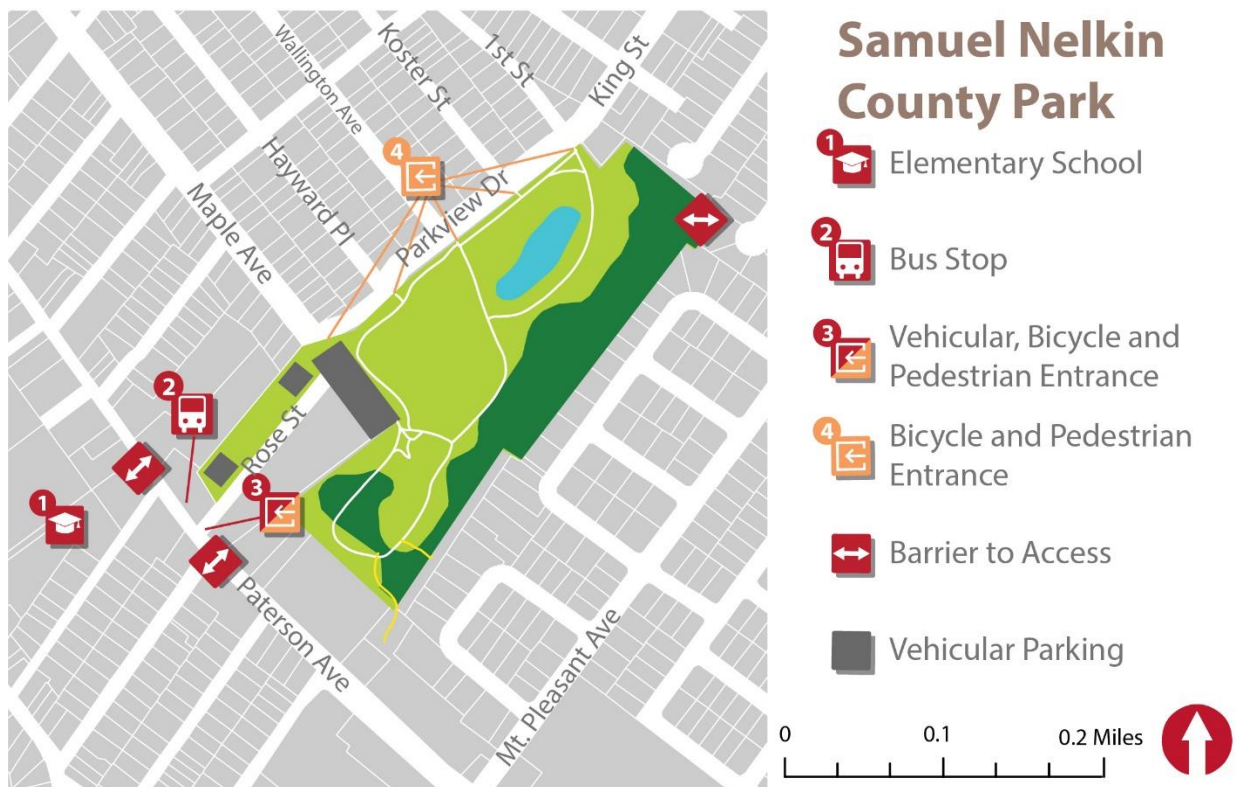 Samuel Nelkin
County Park
1
Elementary School
2
Bus Stop
3
Vehicular, Bicycle and
Pedestrian Entrance
4
Bicycle and Pedestrian
Entrance
Barrier to Access
Vehicular Parking
0
0.1
0.2 Miles
Wallington Ave
Koster St
1st St
King St
4
Hayward Pl
Parkview Dr
Maple Ave
2
Rose St
3
1
Paterson Ave
Mt. Pleasant Ave